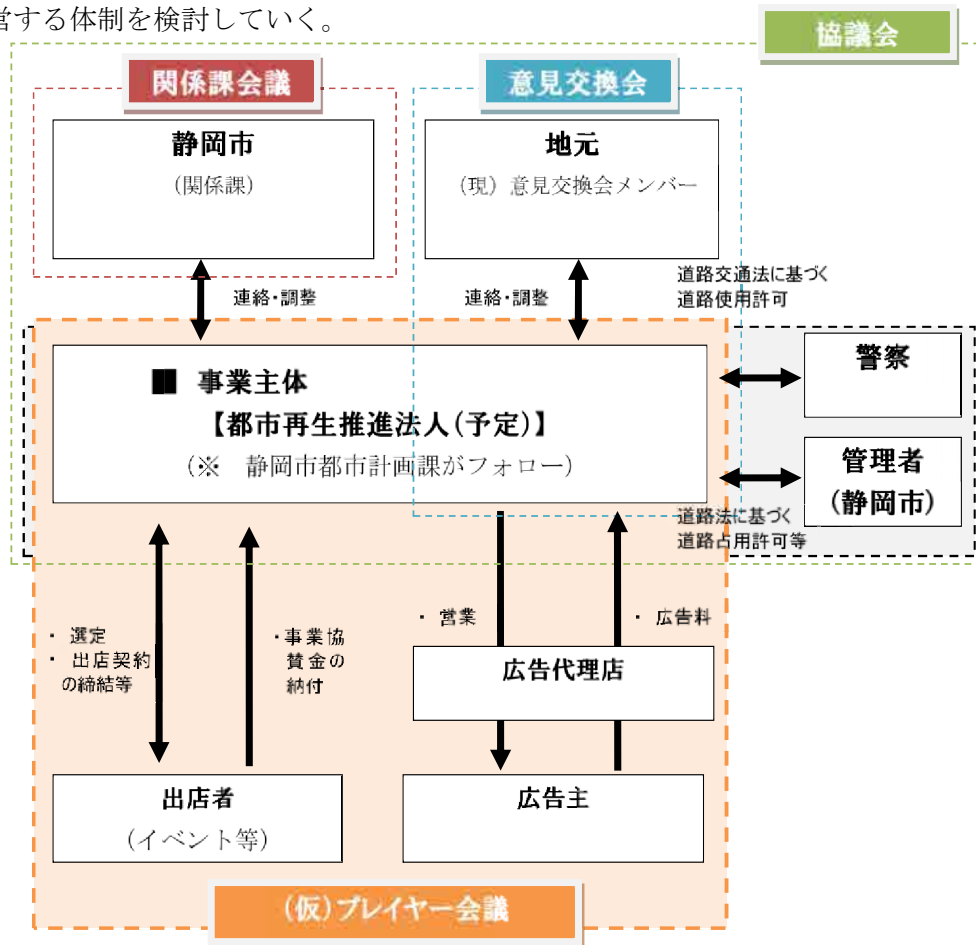 営する体制を検討していく。
協議会
関係課会議
意見交換会
静岡市
（関係課）
地元
（現）意見交換会メンバー
連絡・調整
連絡・調整
道路交通法に基づく
道路使用許可
■ 事業主体
【都市再生推進法人(予定)】
（※ 静岡市都市計画課がフォロー）
警察
管理者
(静岡市)
道路法に基づく
道路占用許可等
・ 選定
・ 出店契約
の締結等
・事業協
賛金の
納付
・ 営業
・ 広告料
広告代理店
出店者
（イベント等）
広告主
(仮)プレイヤー会議